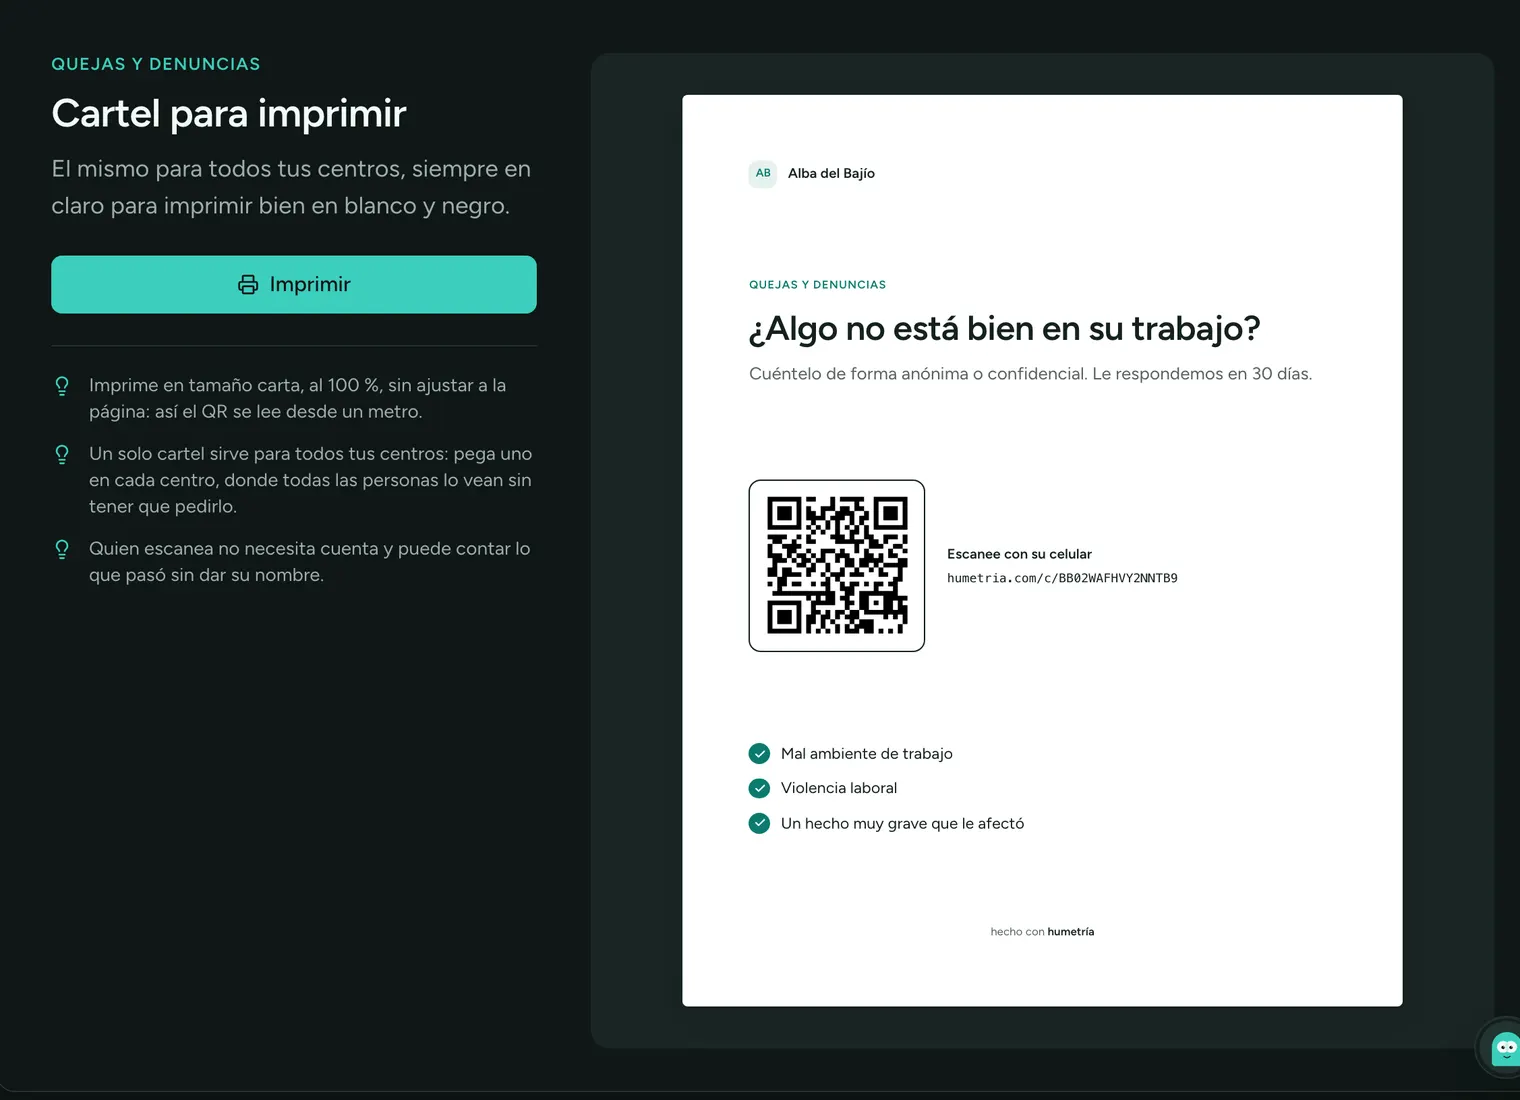 QUEJAS Y DENUNCIAS
Cartel para imprimir
El mismo para todos tus centros, siempre en
claro para imprimir bien en blanco y negro.
Imprimir
Imprime en tamaño carta, al 100 %, sin ajustar a la
página: así el QR se lee desde un metro.
Un solo cartel sirve para todos tus centros: pega uno
en cada centro, donde todas las personas lo vean sin
tener que pedirlo.
Quien escanea no necesita cuenta y puede contar lo
que pasó sin dar su nombre.
AB Alba del Bajío
QUEJAS Y DENUNCIAS
¿Algo no está bien en su trabajo?
Cuéntelo de forma anónima o confidencial. Le respondemos en 30 días.
Escanee con su celular
humetria.com/c/BB02WAFHVY2NNTB9
Mal ambiente de trabajo
Violencia laboral
Un hecho muy grave que le afectó
hecho con humetría